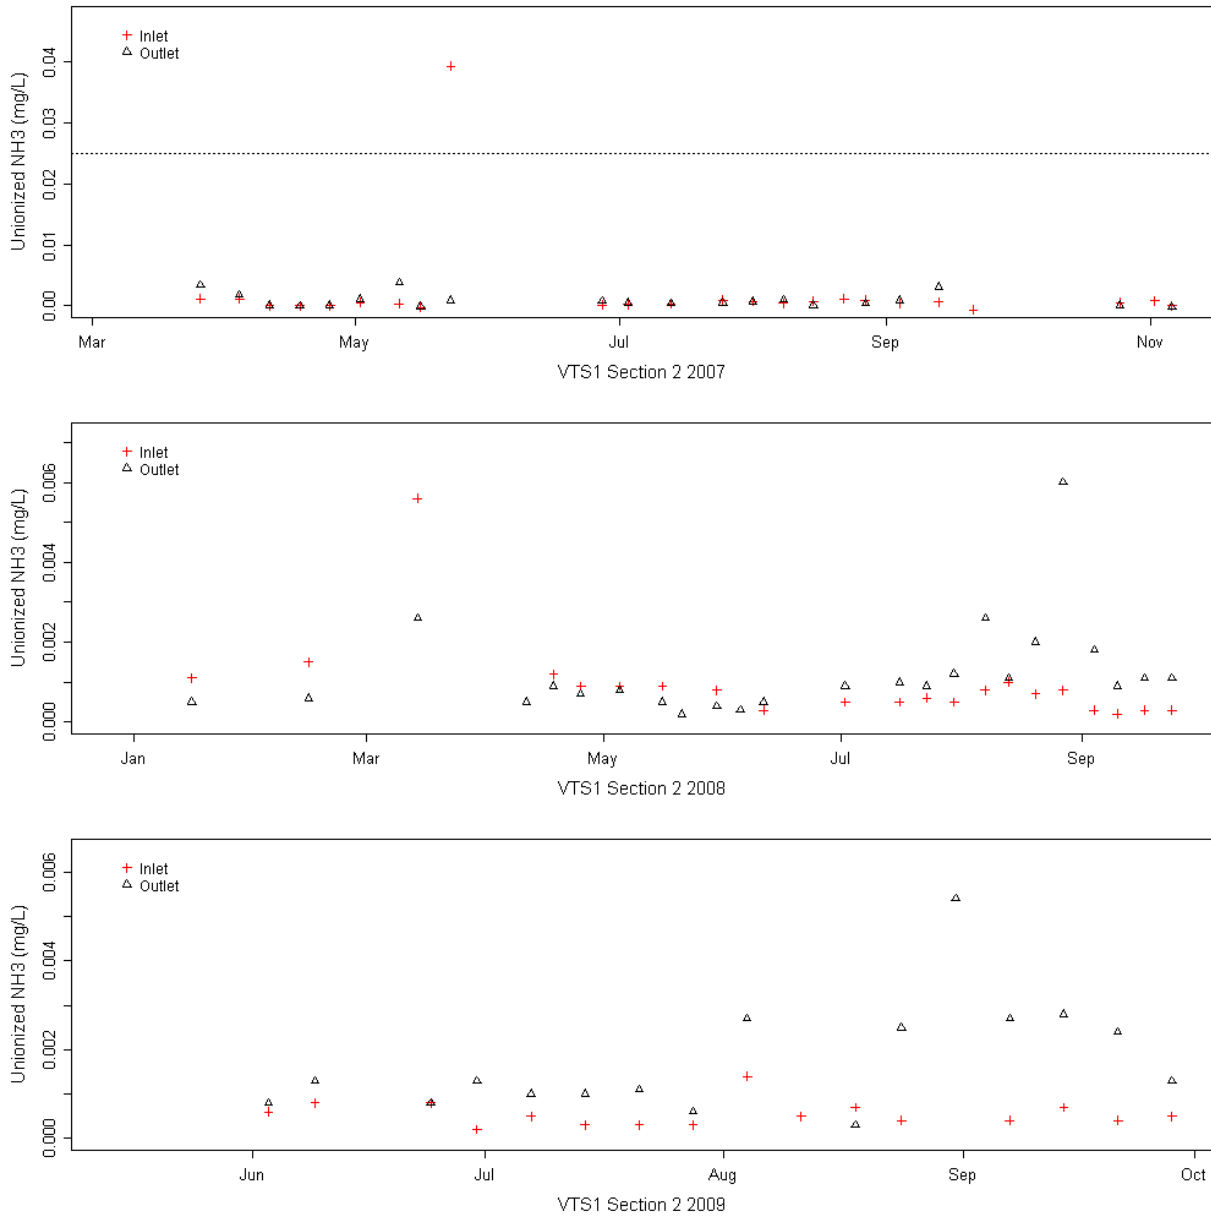 Inlet
Outlet
Unionized NH3 (mg/L)
0.04
0.03
0.02
0.01
0.00
Mar May Jul Sep Nov
VTS1 Section 2 2007
Inlet
Outlet
Unionized NH3 (mg/L)
0.006
0.004
0.002
0.000
Jan Mar May Jul Sep
VTS1 Section 2 2008
Inlet
Outlet
Unionized NH3 (mg/L)
0.006
0.004
0.002
0.000
Jun Jul Aug Sep Oct
VTS1 Section 2 2009